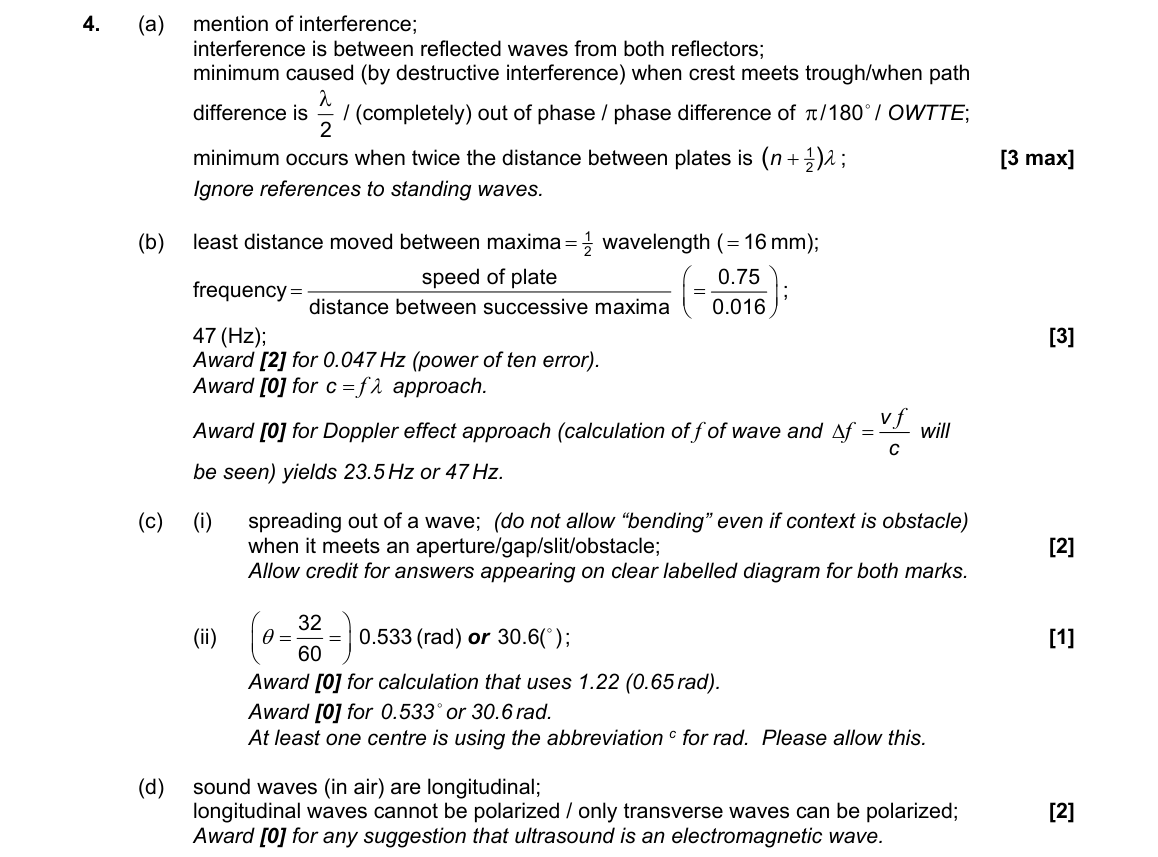 4. (a) mention of interference;
interference is between reflected waves from both reflectors;
minimum caused (by destructive interference) when crest meets trough/when path
difference is λ/2 / (completely) out of phase / phase difference of π/180° / OWTTE;
minimum occurs when twice the distance between plates is (n + ½)λ; [3 max]
Ignore references to standing waves.
(b) least distance moved between maxima = ½ wavelength (= 16 mm);
frequency = speed of plate / distance between successive maxima (= 0.75 / 0.016);
47 (Hz); [3]
Award [2] for 0.047 Hz (power of ten error).
Award [0] for c = fλ approach.
Award [0] for Doppler effect approach (calculation of f of wave and Δf = v f / c will
be seen) yields 23.5 Hz or 47 Hz.
(c) (i) spreading out of a wave; (do not allow “bending” even if context is obstacle)
when it meets an aperture/gap/slit/obstacle; [2]
Allow credit for answers appearing on clear labelled diagram for both marks.
(ii) (θ = 32/60 =) 0.533 (rad) or 30.6(°); [1]
Award [0] for calculation that uses 1.22 (0.65 rad).
Award [0] for 0.533° or 30.6 rad.
At least one centre is using the abbreviation ᶜ for rad. Please allow this.
(d) sound waves (in air) are longitudinal;
longitudinal waves cannot be polarized / only transverse waves can be polarized; [2]
Award [0] for any suggestion that ultrasound is an electromagnetic wave.